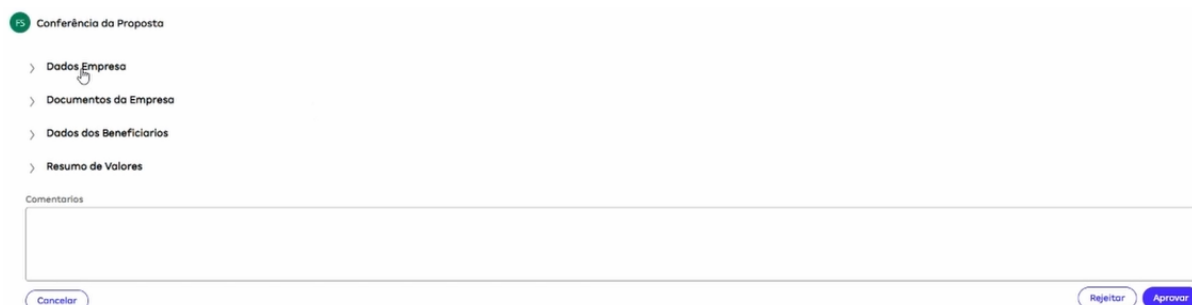 FS Conferência da Proposta
Dados Empresa
Documentos da Empresa
Dados dos Beneficiarios
Resumo de Valores
Comentarios
Cancelar Rejeitar Aprovar